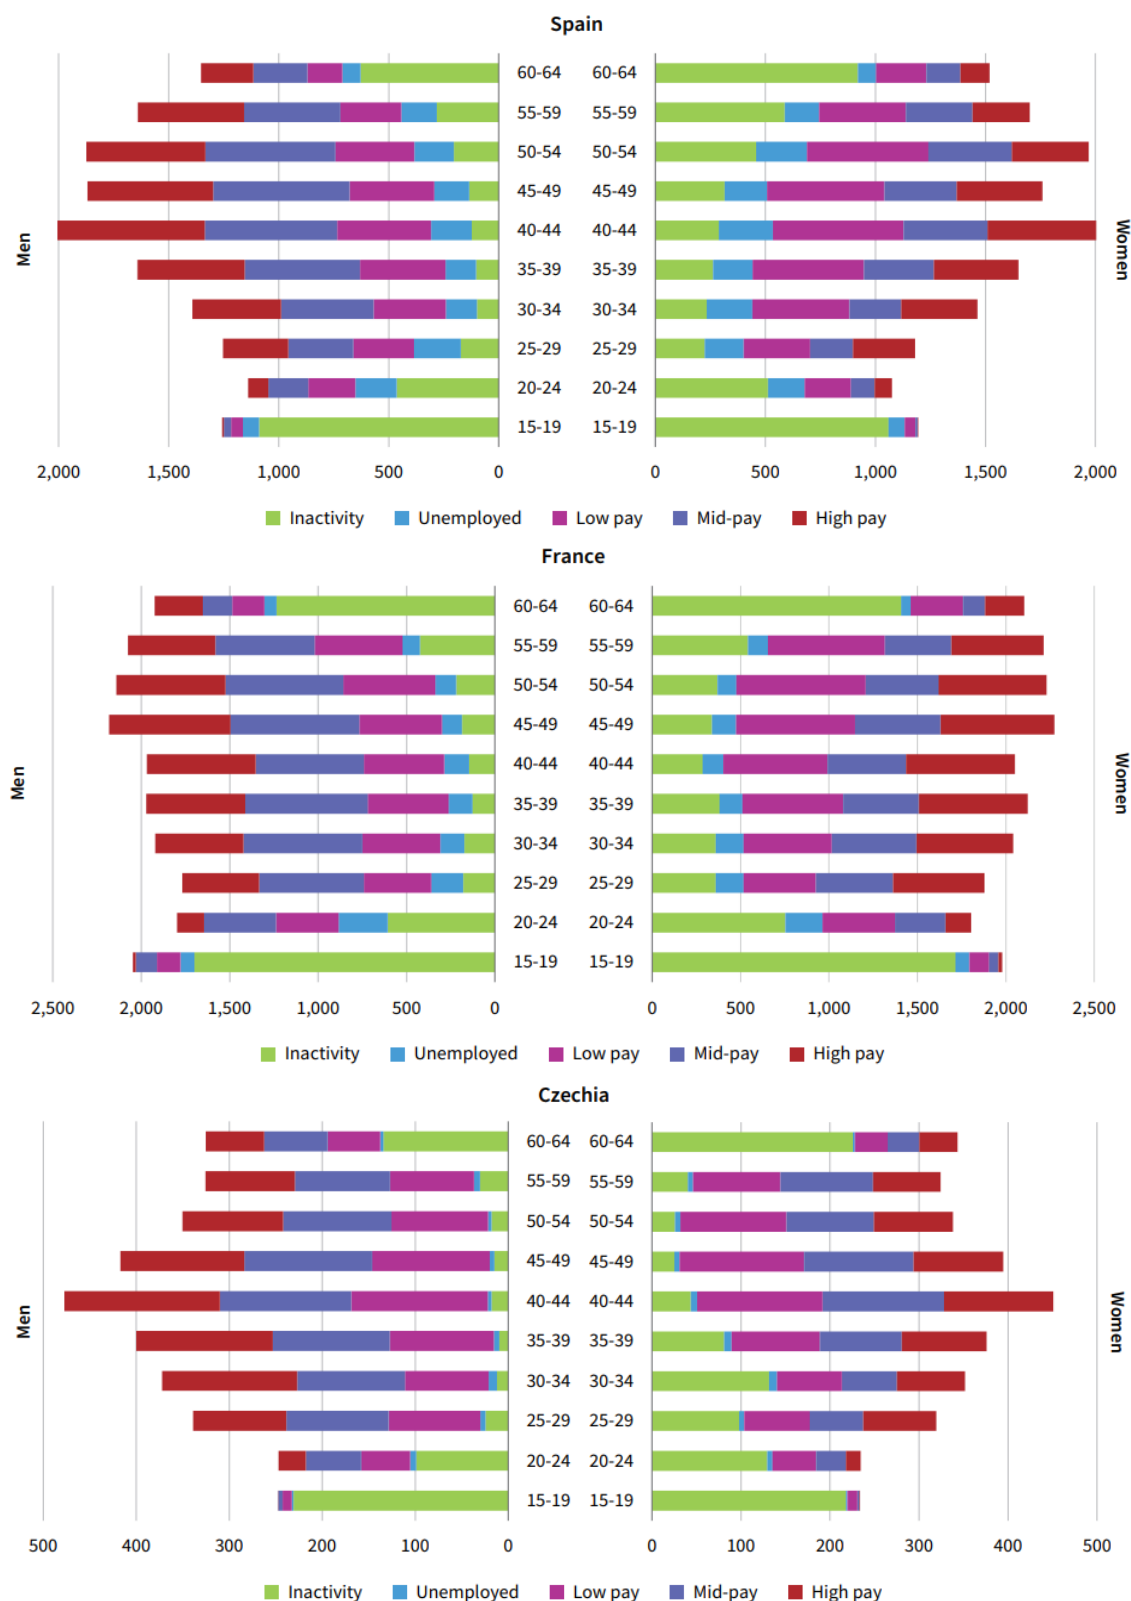 Spain
60-64 60-64
55-59 55-59
50-54 50-54
45-49 45-49
40-44 40-44
35-39 35-39
30-34 30-34
25-29 25-29
20-24 20-24
15-19 15-19
Men
Women
2,000 1,500 1,000 500 0 0 500 1,000 1,500 2,000
Inactivity Unemployed Low pay Mid-pay High pay
France
60-64 60-64
55-59 55-59
50-54 50-54
45-49 45-49
40-44 40-44
35-39 35-39
30-34 30-34
25-29 25-29
20-24 20-24
15-19 15-19
Men
Women
2,500 2,000 1,500 1,000 500 0 0 500 1,000 1,500 2,000 2,500
Inactivity Unemployed Low pay Mid-pay High pay
Czechia
60-64 60-64
55-59 55-59
50-54 50-54
45-49 45-49
40-44 40-44
35-39 35-39
30-34 30-34
25-29 25-29
20-24 20-24
15-19 15-19
Men
Women
500 400 300 200 100 0 0 100 200 300 400 500
Inactivity Unemployed Low pay Mid-pay High pay